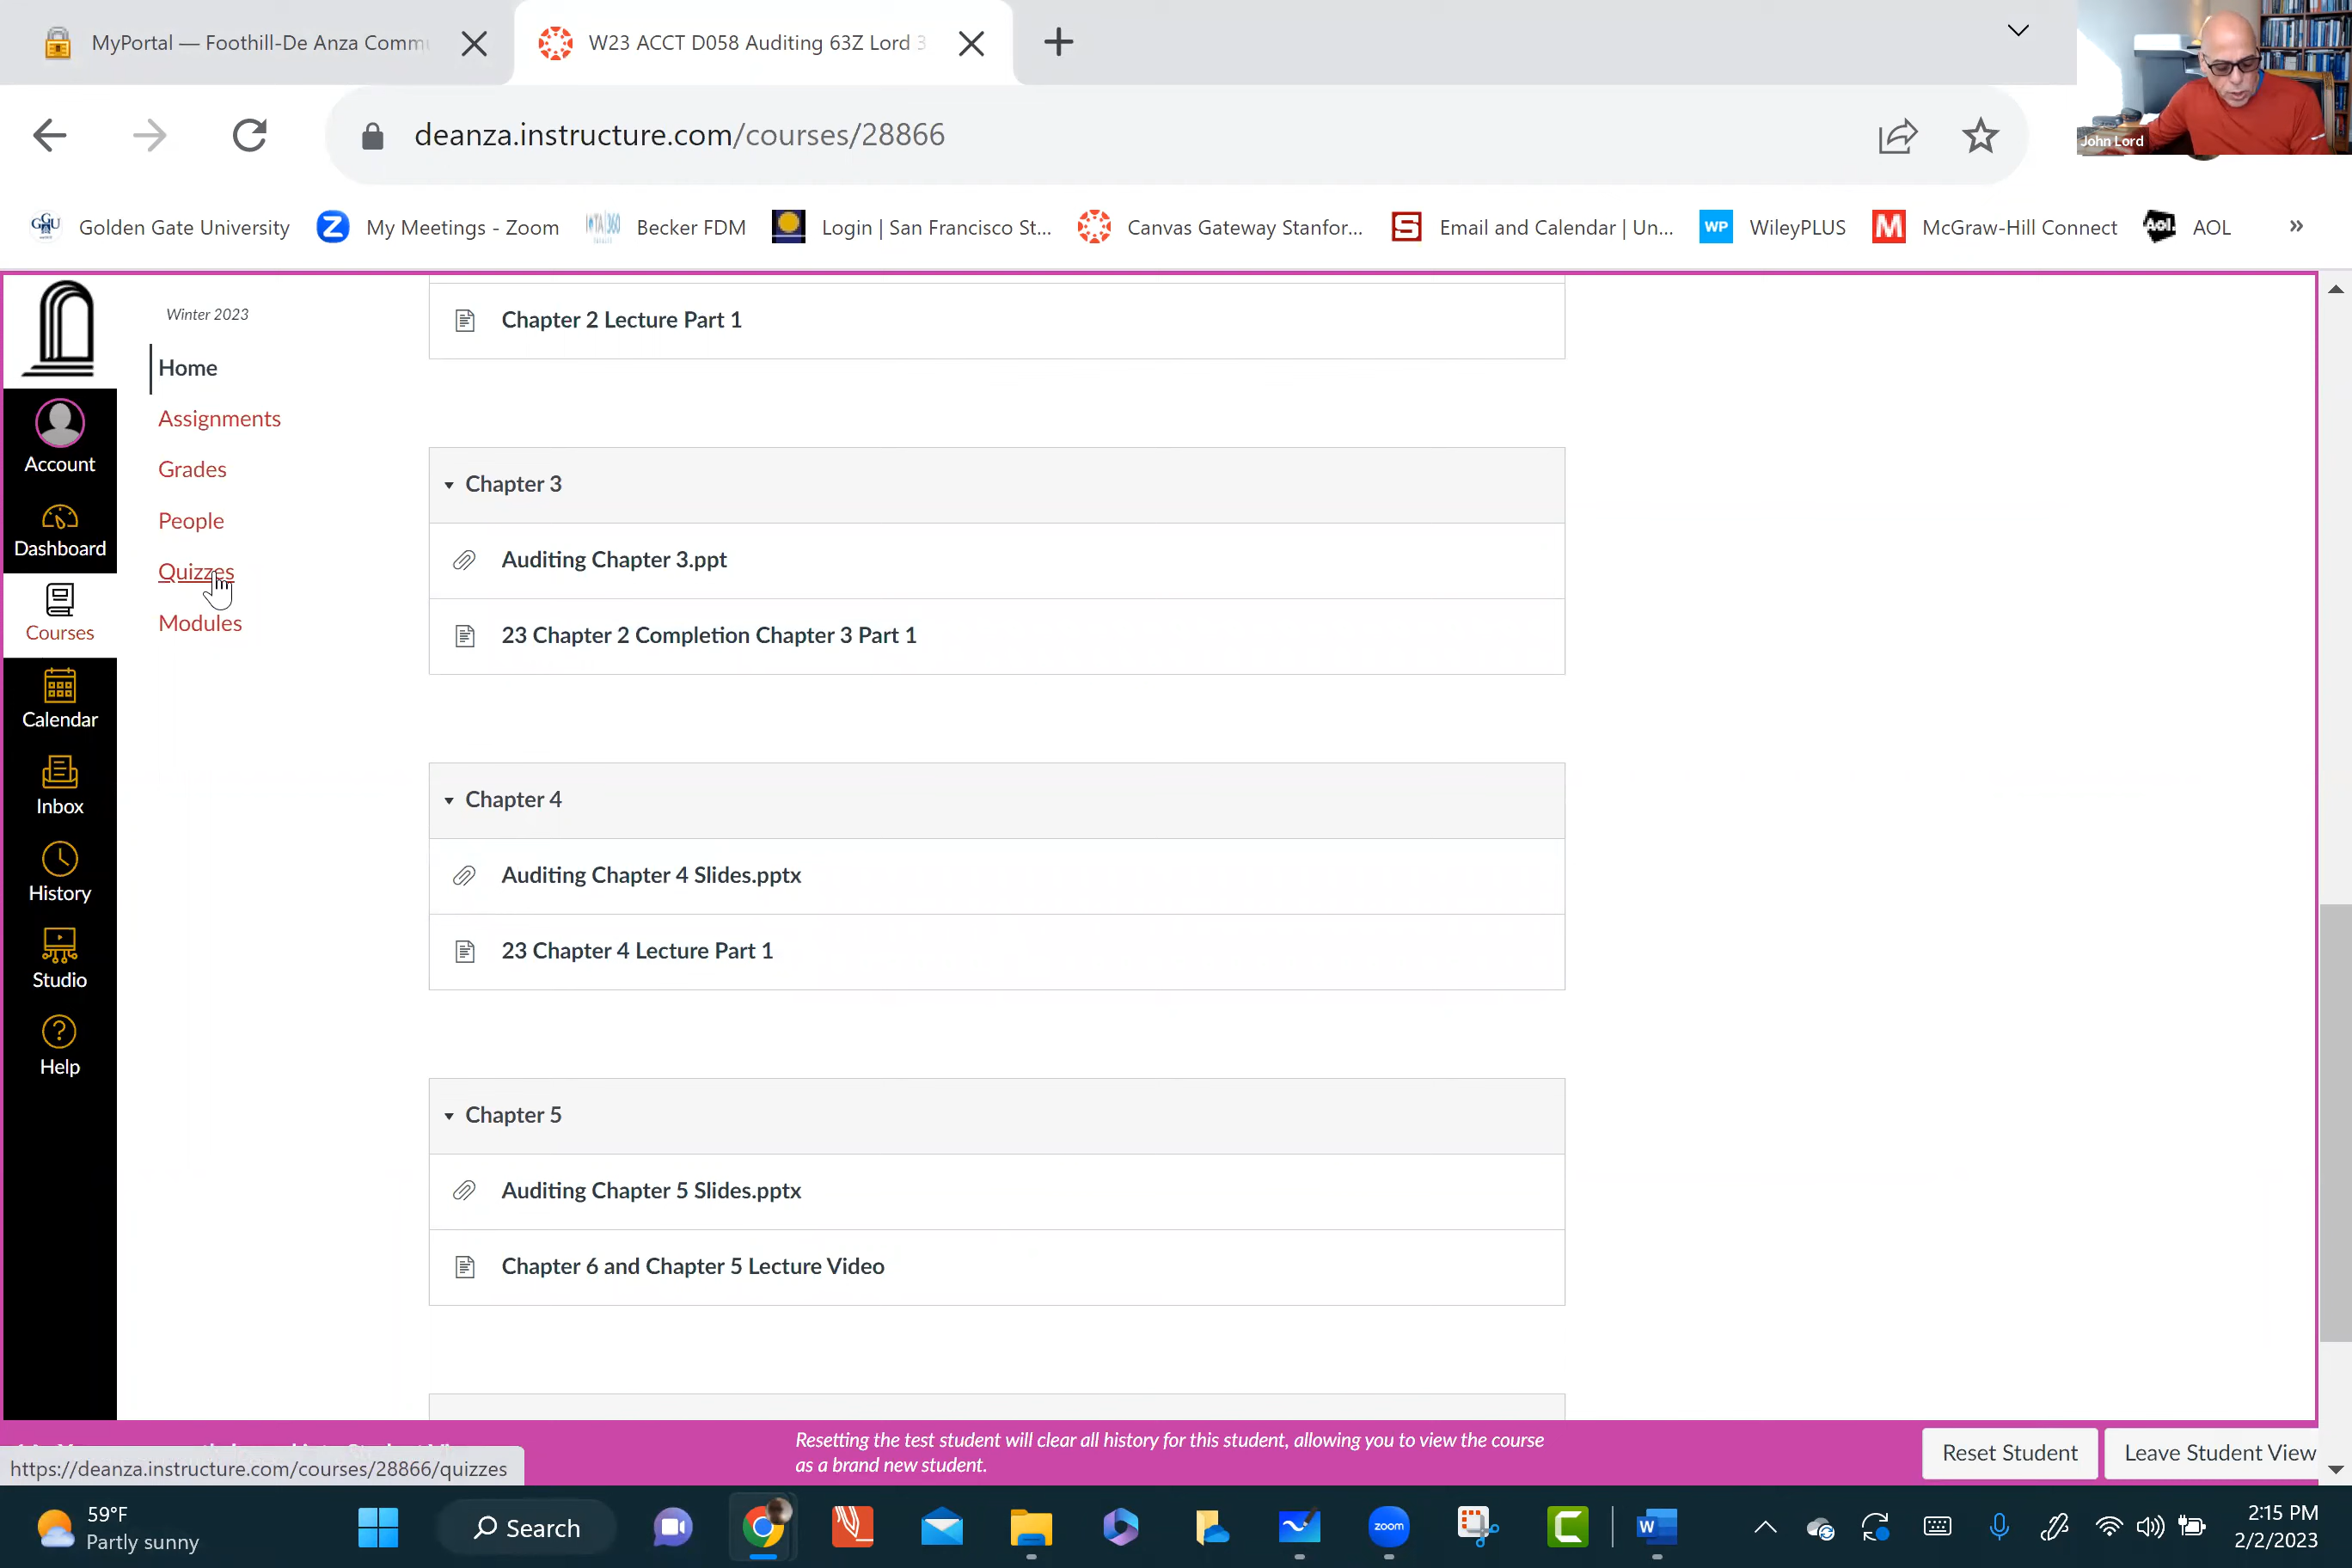 MyPortal — Foothill-De Anza Comm
W23 ACCT D058 Auditing 63Z Lord 3
deanza.instructure.com/courses/28866
John Lord
GGU
Golden Gate University
Z
My Meetings - Zoom
Becker FDM
Login | San Francisco St...
Canvas Gateway Stanfor...
S
Email and Calendar | Un...
WP
WileyPLUS
M
McGraw-Hill Connect
Aol.
AOL
»
Winter 2023
Home
Assignments
Grades
People
Quizzes
Modules
Account
Dashboard
Courses
Calendar
Inbox
History
Studio
?
Help
Chapter 2 Lecture Part 1
Chapter 3
Auditing Chapter 3.ppt
23 Chapter 2 Completion Chapter 3 Part 1
Chapter 4
Auditing Chapter 4 Slides.pptx
23 Chapter 4 Lecture Part 1
Chapter 5
Auditing Chapter 5 Slides.pptx
Chapter 6 and Chapter 5 Lecture Video
Resetting the test student will clear all history for this student, allowing you to view the course
as a brand new student.
Reset Student
Leave Student View
https://deanza.instructure.com/courses/28866/quizzes
59°F
Partly sunny
Search
zoom
C
W
2:15 PM
2/2/2023